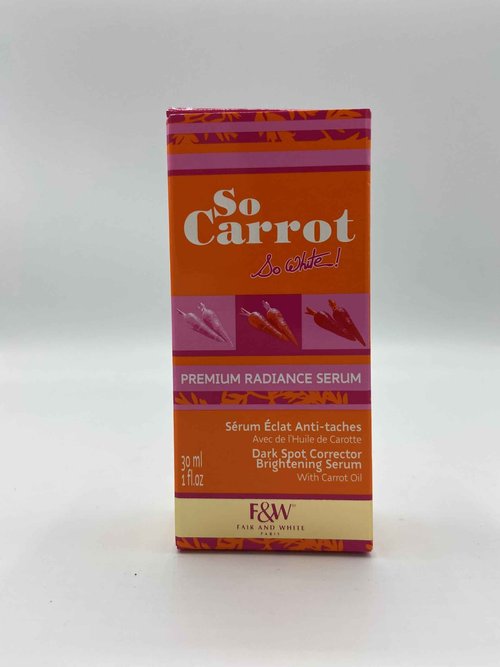 So
Carrot
So White!
PREMIUM RADIANCE SERUM
Sérum Éclat Anti-taches
Avec de l'Huile de Carotte
Dark Spot Corrector
Brightening Serum
With Carrot Oil
30 ml
1 fl.oz
F&W™
FAIR AND WHITE
PARIS